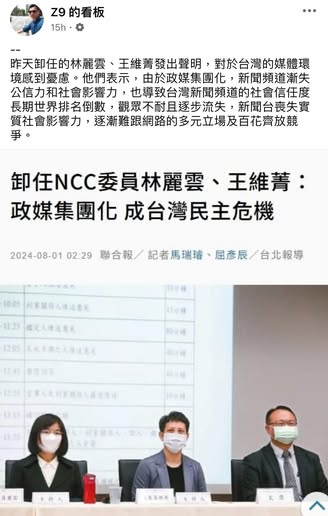 Z9 的看板
15h
--
昨天卸任的林麗雲、王維菁發出聲明，對於台灣的媒體環
境感到憂慮。他們表示，由於政媒集團化，新聞頻道漸失
公信力和社會影響力，也導致台灣新聞頻道的社會信任度
長期世界排名倒數，觀眾不耐且逐步流失，新聞台喪失實
質社會影響力，逐漸難跟網路的多元立場及百花齊放競
爭。
卸任NCC委員林麗雲、王維菁：
政媒集團化 成台灣民主危機
2024-08-01 02:29 聯合報／ 記者馬瑞璿、屈彥辰／台北報導
主持人
主持人